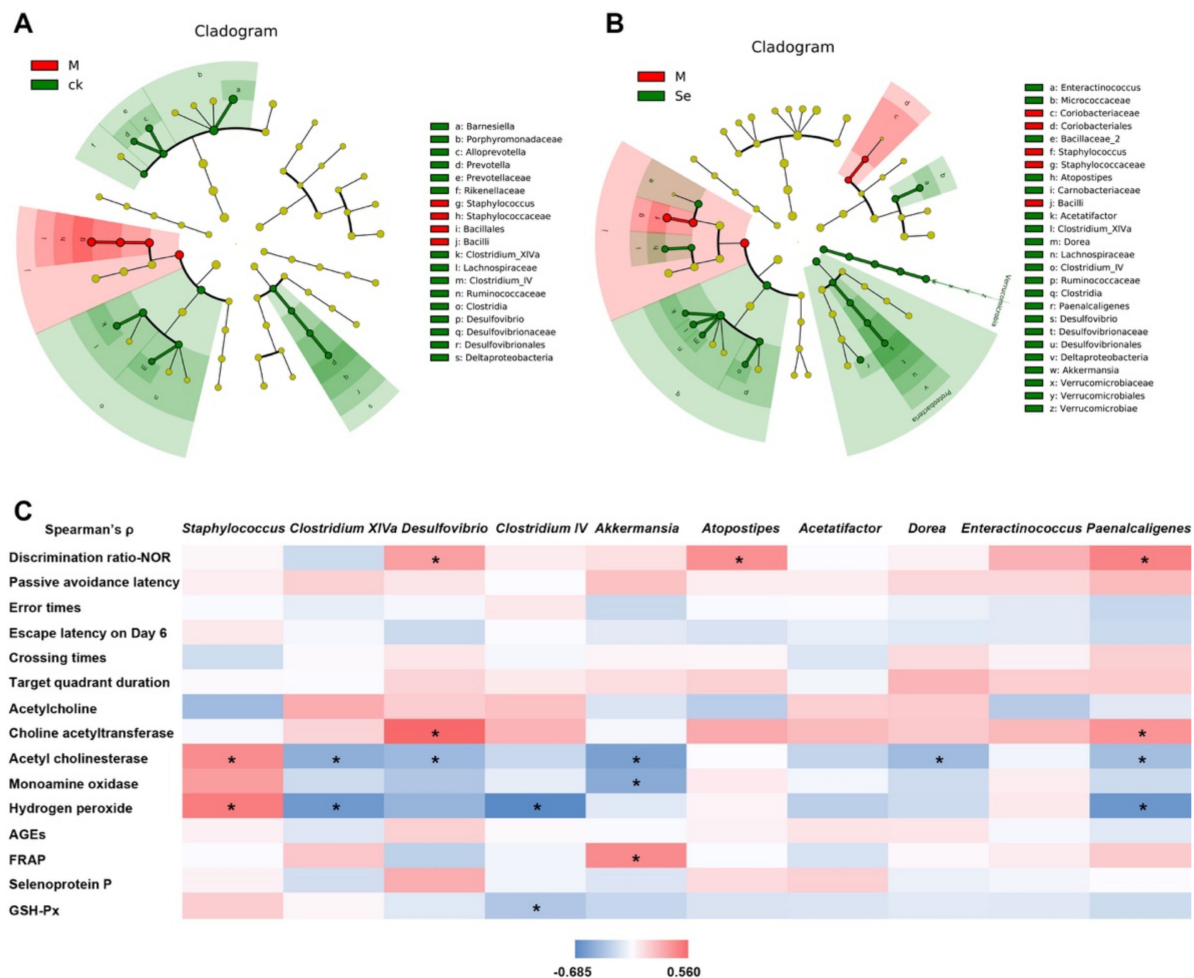 A
Cladogram
M
ck
a: Barnesiella
b: Porphyromonadaceae
c: Alloprevotella
d: Prevotella
e: Prevotellaceae
f: Rikenellaceae
g: Staphylococcus
h: Staphylococcaceae
i: Bacillales
j: Bacilli
k: Clostridium_XIVa
l: Lachnospiraceae
m: Clostridium_IV
n: Ruminococcaceae
o: Clostridia
p: Desulfovibrio
q: Desulfovibrionaceae
r: Desulfovibrionales
s: Deltaproteobacteria
B
Cladogram
M
Se
a: Enteractinococcus
b: Micrococcaceae
c: Coriobacteriaceae
d: Coriobacteriales
e: Bacillaceae_2
f: Staphylococcus
g: Staphylococcaceae
h: Atopostipes
i: Carnobacteriaceae
j: Bacilli
k: Acetatifactor
l: Clostridium_XIVa
m: Dorea
n: Lachnospiraceae
o: Clostridium_IV
p: Ruminococcaceae
q: Clostridia
r: Paenalcaligenes
s: Desulfovibrio
t: Desulfovibrionaceae
u: Desulfovibrionales
v: Deltaproteobacteria
w: Akkermansia
x: Verrucomicrobiaceae
y: Verrucomicrobiales
z: Verrucomicrobiae
Verrucomicrobia
Proteobacteria
C
Spearman's ρ Staphylococcus Clostridium XIVa Desulfovibrio Clostridium IV Akkermansia Atopostipes Acetatifactor Dorea Enteractinococcus Paenalcaligenes
Discrimination ratio-NOR * * *
Passive avoidance latency
Error times
Escape latency on Day 6
Crossing times
Target quadrant duration
Acetylcholine
Choline acetyltransferase * *
Acetyl cholinesterase * * * * * *
Monoamine oxidase *
Hydrogen peroxide * * * *
AGEs
FRAP *
Selenoprotein P
GSH-Px *
-0.685 0.560